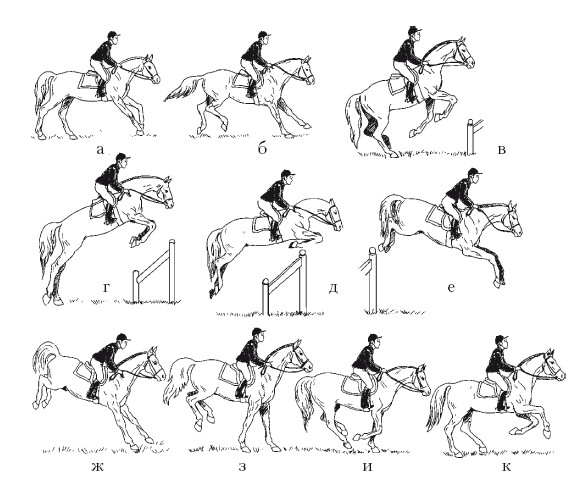 а б в
г д е
ж з и к